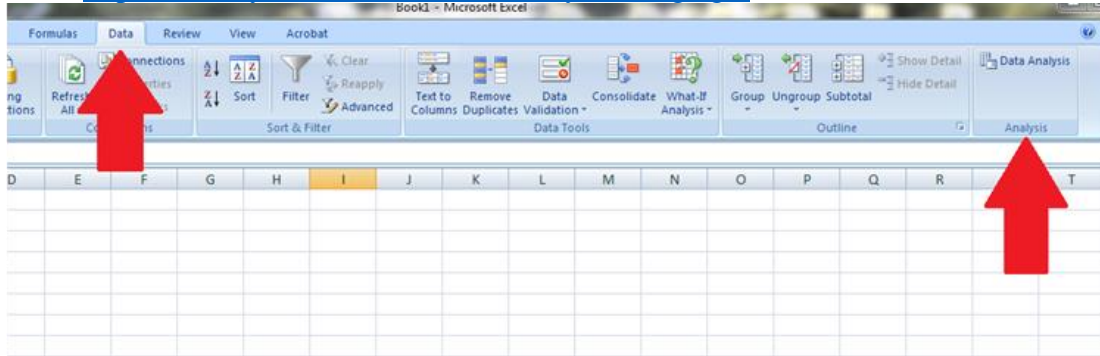 Book1 - Microsoft Excel
Formulas Data Review View Acrobat
Connections
Refresh
All
Sort
Filter
Clear
Reapply
Advanced
Sort & Filter
Text to
Columns
Remove
Duplicates
Data
Validation
Consolidate
What-If
Analysis
Data Tools
Group
Ungroup
Subtotal
Show Detail
Hide Detail
Outline
Data Analysis
Analysis
D E F G H I J K L M N O P Q R T